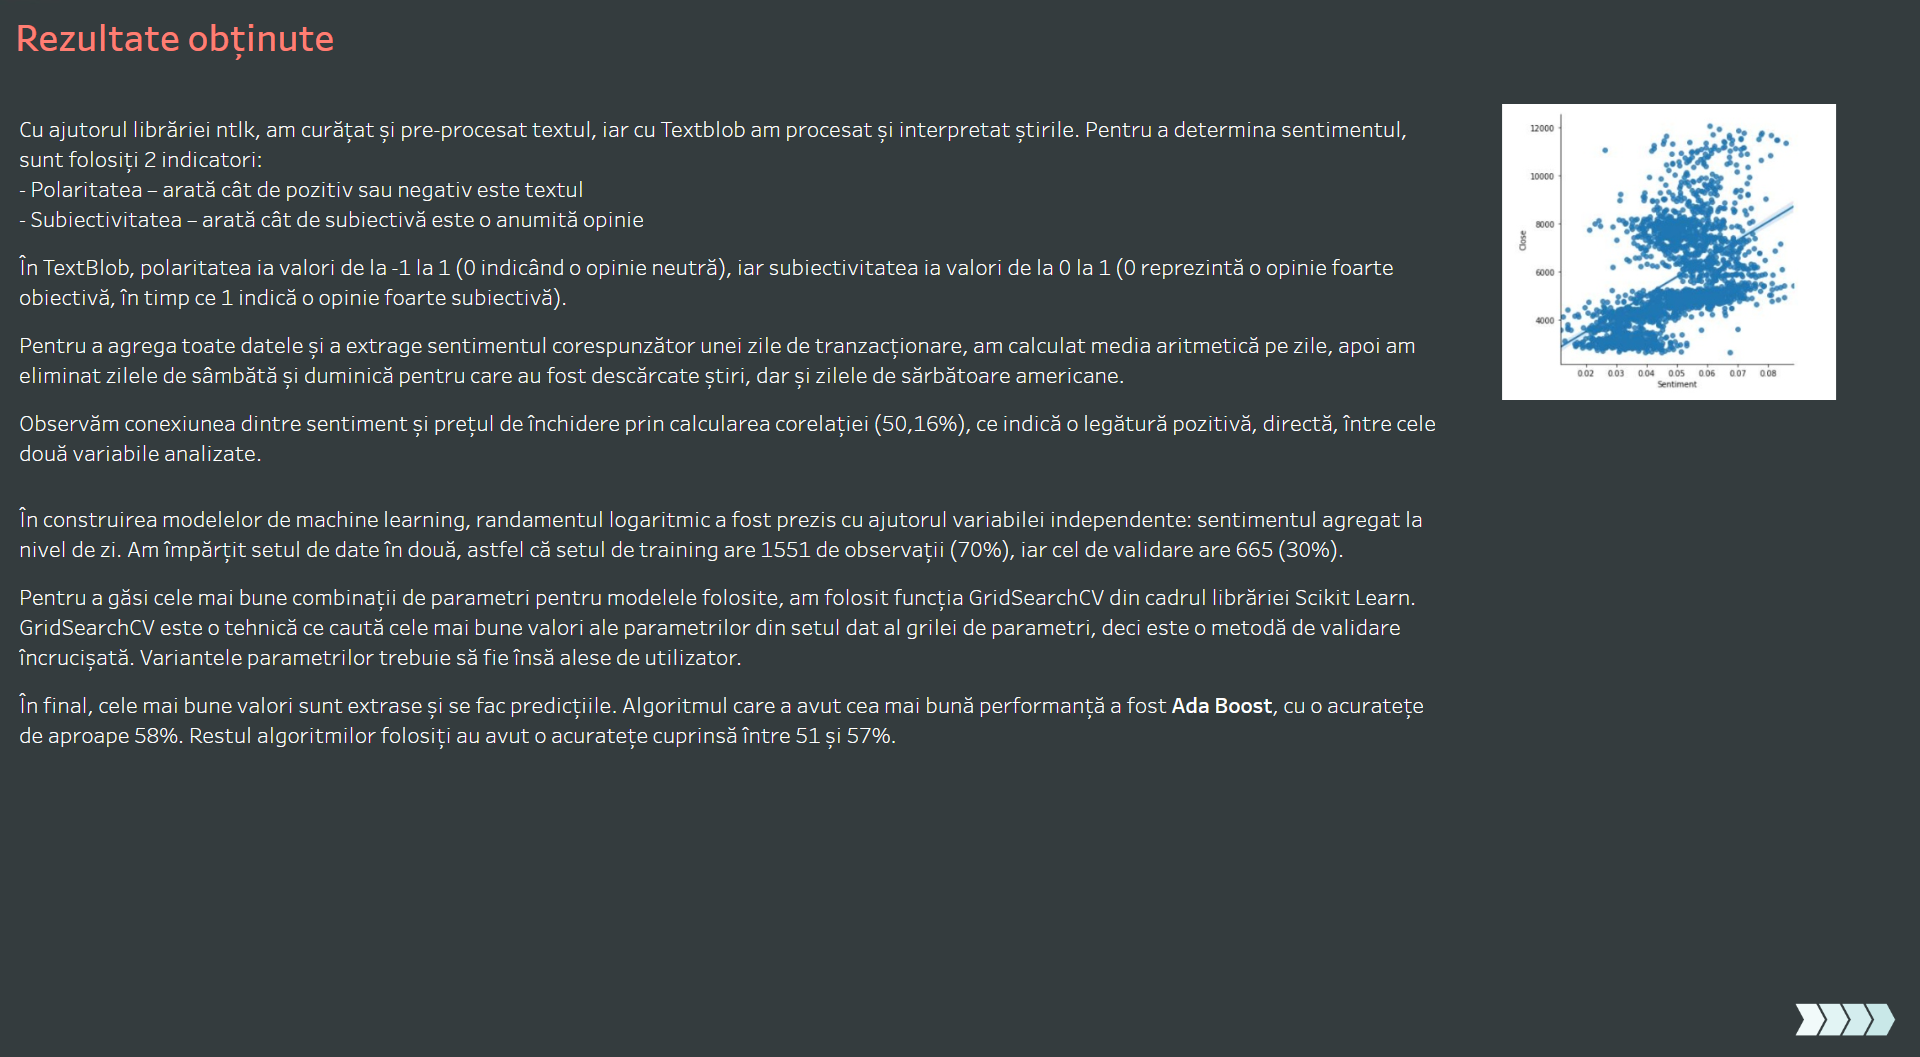 Rezultate obținute
Cu ajutorul librăriei ntlk, am curățat și pre-procesat textul, iar cu Textblob am procesat și interpretat știrile. Pentru a determina sentimentul,
sunt folosiți 2 indicatori:
- Polaritatea – arată cât de pozitiv sau negativ este textul
- Subiectivitatea – arată cât de subiectivă este o anumită opinie
În TextBlob, polaritatea ia valori de la -1 la 1 (0 indicând o opinie neutră), iar subiectivitatea ia valori de la 0 la 1 (0 reprezintă o opinie foarte
obiectivă, în timp ce 1 indică o opinie foarte subiectivă).
Pentru a agrega toate datele și a extrage sentimentul corespunzător unei zile de tranzacționare, am calculat media aritmetică pe zile, apoi am
eliminat zilele de sâmbătă și duminică pentru care au fost descărcate știri, dar și zilele de sărbătoare americane.
Observăm conexiunea dintre sentiment și prețul de închidere prin calcularea corelației (50,16%), ce indică o legătură pozitivă, directă, între cele
două variabile analizate.
În construirea modelelor de machine learning, randamentul logaritmic a fost prezis cu ajutorul variabilei independente: sentimentul agregat la
nivel de zi. Am împărțit setul de date în două, astfel că setul de training are 1551 de observații (70%), iar cel de validare are 665 (30%).
Pentru a găsi cele mai bune combinații de parametri pentru modelele folosite, am folosit funcția GridSearchCV din cadrul librăriei Scikit Learn.
GridSearchCV este o tehnică ce caută cele mai bune valori ale parametrilor din setul dat al grilei de parametri, deci este o metodă de validare
încrucișată. Variantele parametrilor trebuie să fie însă alese de utilizator.
În final, cele mai bune valori sunt extrase și se fac predicțiile. Algoritmul care a avut cea mai bună performanță a fost Ada Boost, cu o acuratețe
de aproape 58%. Restul algoritmilor folosiți au avut o acuratețe cuprinsă între 51 și 57%.
12000
10000
8000
6000
4000
Close
0.02 0.03 0.04 0.05 0.06 0.07 0.08
Sentiment